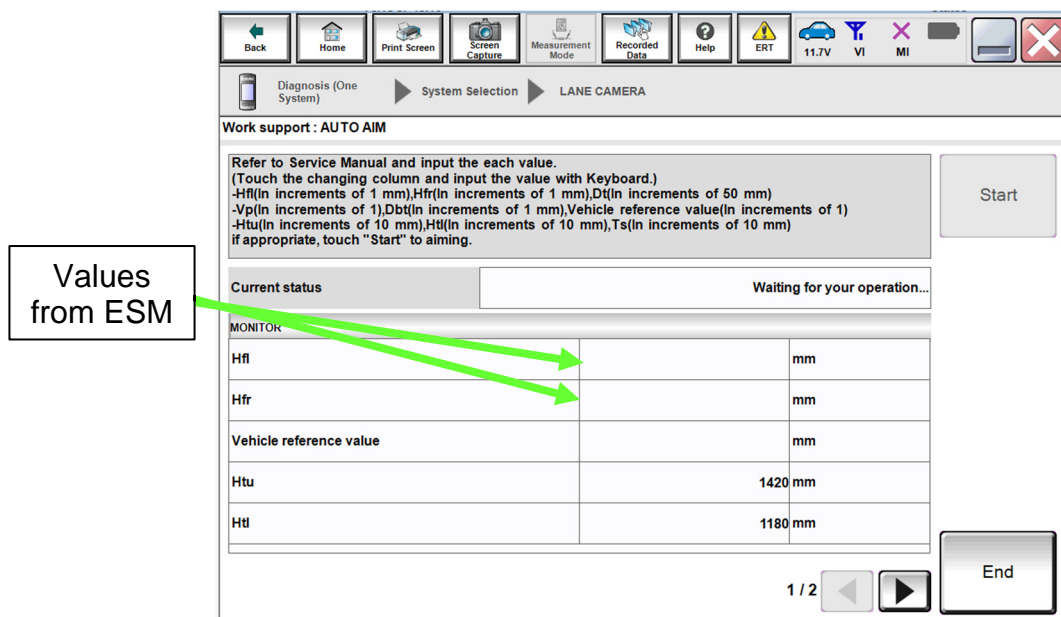 Back
Home
Print Screen
Screen Capture
Measurement Mode
Recorded Data
Help
ERT
11.7V
VI
MI
Diagnosis (One System)
System Selection
LANE CAMERA
Work support : AUTO AIM
Refer to Service Manual and input the each value.
(Touch the changing column and input the value with Keyboard.)
-Hfl(In increments of 1 mm),Hfr(In increments of 1 mm),Dt(In increments of 50 mm)
-Vp(In increments of 1),Dbt(In increments of 1 mm),Vehicle reference value(In increments of 1)
-Htu(In increments of 10 mm),Htl(In increments of 10 mm),Ts(In increments of 10 mm)
if appropriate, touch "Start" to aiming.
Start
Values
from ESM
Current status
Waiting for your operation...
MONITOR
Hfl mm
Hfr mm
Vehicle reference value mm
Htu 1420 mm
Htl 1180 mm
1 / 2
End